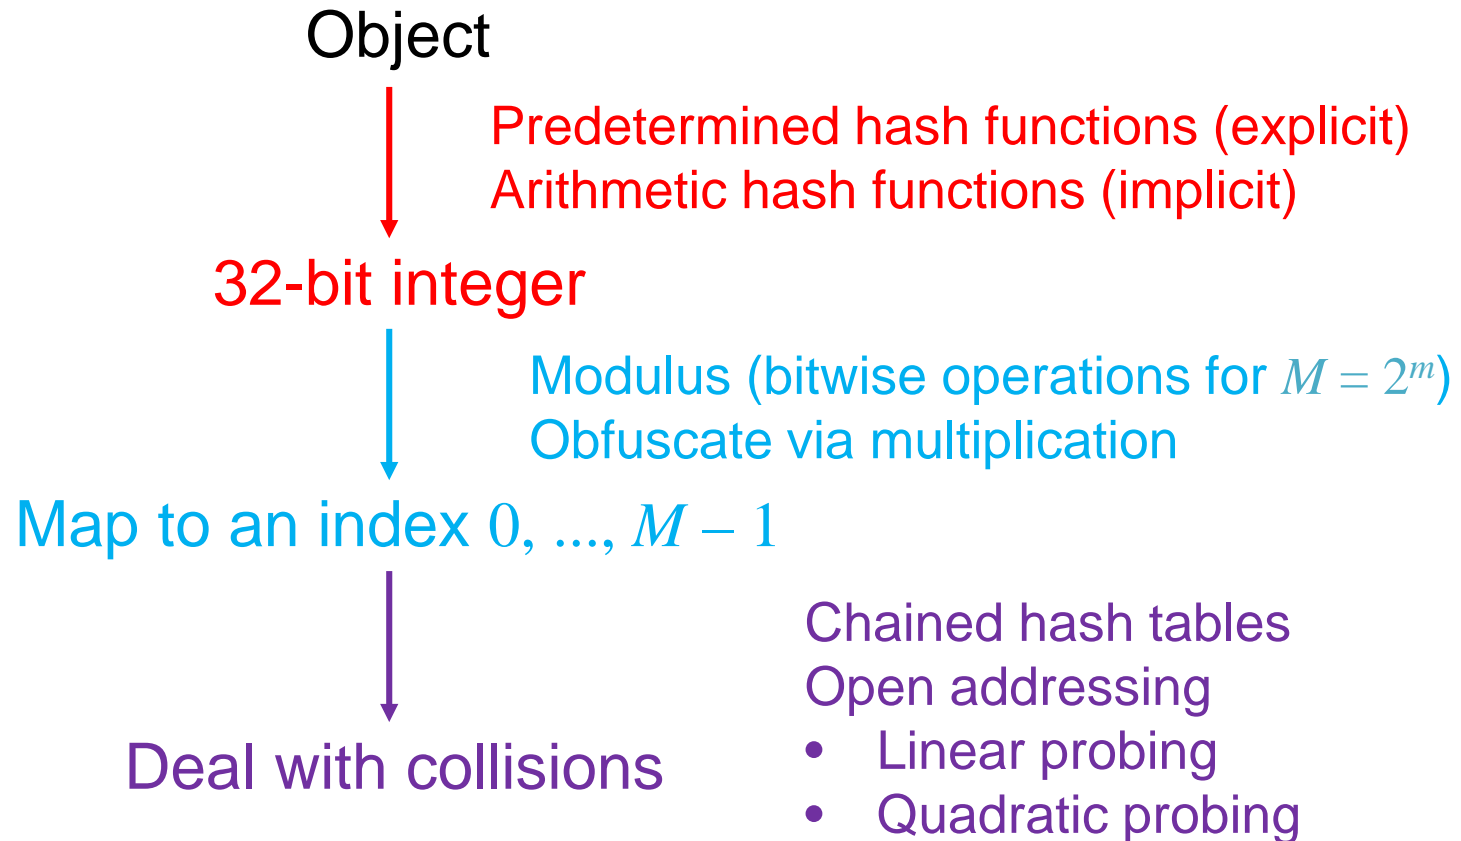 Object
Predetermined hash functions (explicit)
Arithmetic hash functions (implicit)
32-bit integer
Modulus (bitwise operations for M = 2ᵐ)
Obfuscate via multiplication
Map to an index 0, ..., M – 1
Chained hash tables
Open addressing
• Linear probing
Deal with collisions
• Quadratic probing